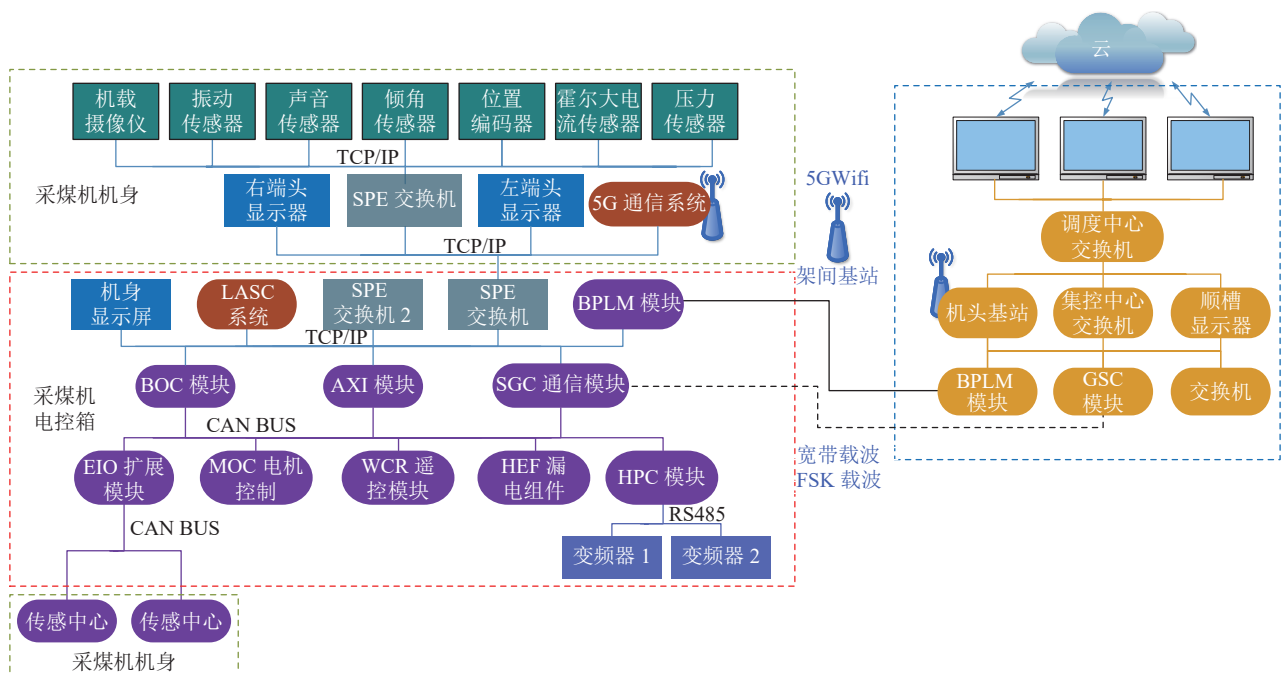 云
机载
摄像仪
振动
传感器
声音
传感器
倾角
传感器
位置
编码器
霍尔大电
流传感器
压力
传感器
TCP/IP
采煤机机身
右端头
显示器
SPE 交换机
左端头
显示器
5G 通信系统
TCP/IP
5GWifi
架间基站
调度中心
交换机
机头基站
集控中心
交换机
顺槽
显示器
BPLM
模块
GSC
模块
交换机
机身
显示屏
LASC
系统
SPE
交换机 2
SPE
交换机
BPLM 模块
TCP/IP
采煤机
电控箱
BOC 模块
AXI 模块
SGC 通信模块
CAN BUS
EIO 扩展
模块
MOC 电机
控制
WCR 遥
控模块
HEF 漏
电组件
HPC 模块
宽带载波
FSK 载波
RS485
CAN BUS
变频器 1
变频器 2
传感中心
传感中心
采煤机机身